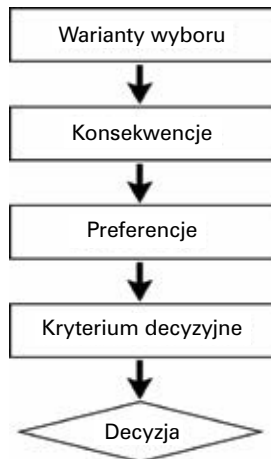 Warianty wyboru
Konsekwencje
Preferencje
Kryterium decyzyjne
Decyzja